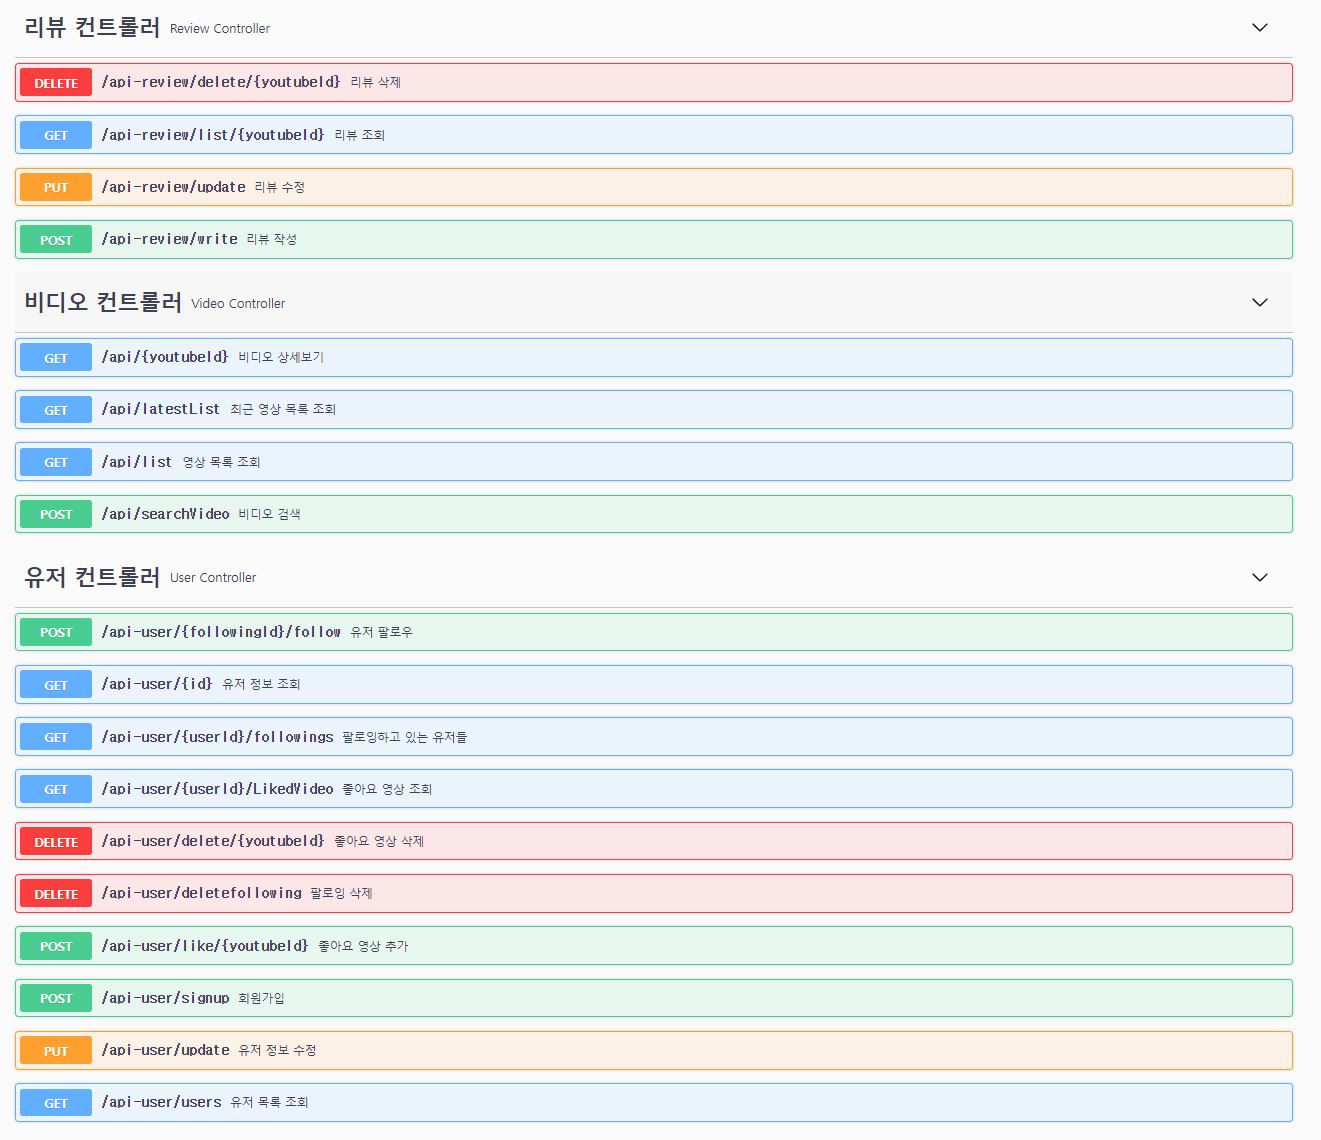 리뷰 컨트롤러 Review Controller
DELETE /api-review/delete/{youtubeId} 리뷰 삭제
GET /api-review/list/{youtubeId} 리뷰 조회
PUT /api-review/update 리뷰 수정
POST /api-review/write 리뷰 작성
비디오 컨트롤러 Video Controller
GET /api/{youtubeId} 비디오 상세보기
GET /api/latestList 최근 영상 목록 조회
GET /api/list 영상 목록 조회
POST /api/searchVideo 비디오 검색
유저 컨트롤러 User Controller
POST /api-user/{followingId}/follow 유저 팔로우
GET /api-user/{id} 유저 정보 조회
GET /api-user/{userId}/followings 팔로잉하고 있는 유저들
GET /api-user/{userId}/LikedVideo 좋아요 영상 조회
DELETE /api-user/delete/{youtubeId} 좋아요 영상 삭제
DELETE /api-user/deletefollowing 팔로잉 삭제
POST /api-user/like/{youtubeId} 좋아요 영상 추가
POST /api-user/signup 회원가입
PUT /api-user/update 유저 정보 수정
GET /api-user/users 유저 목록 조회